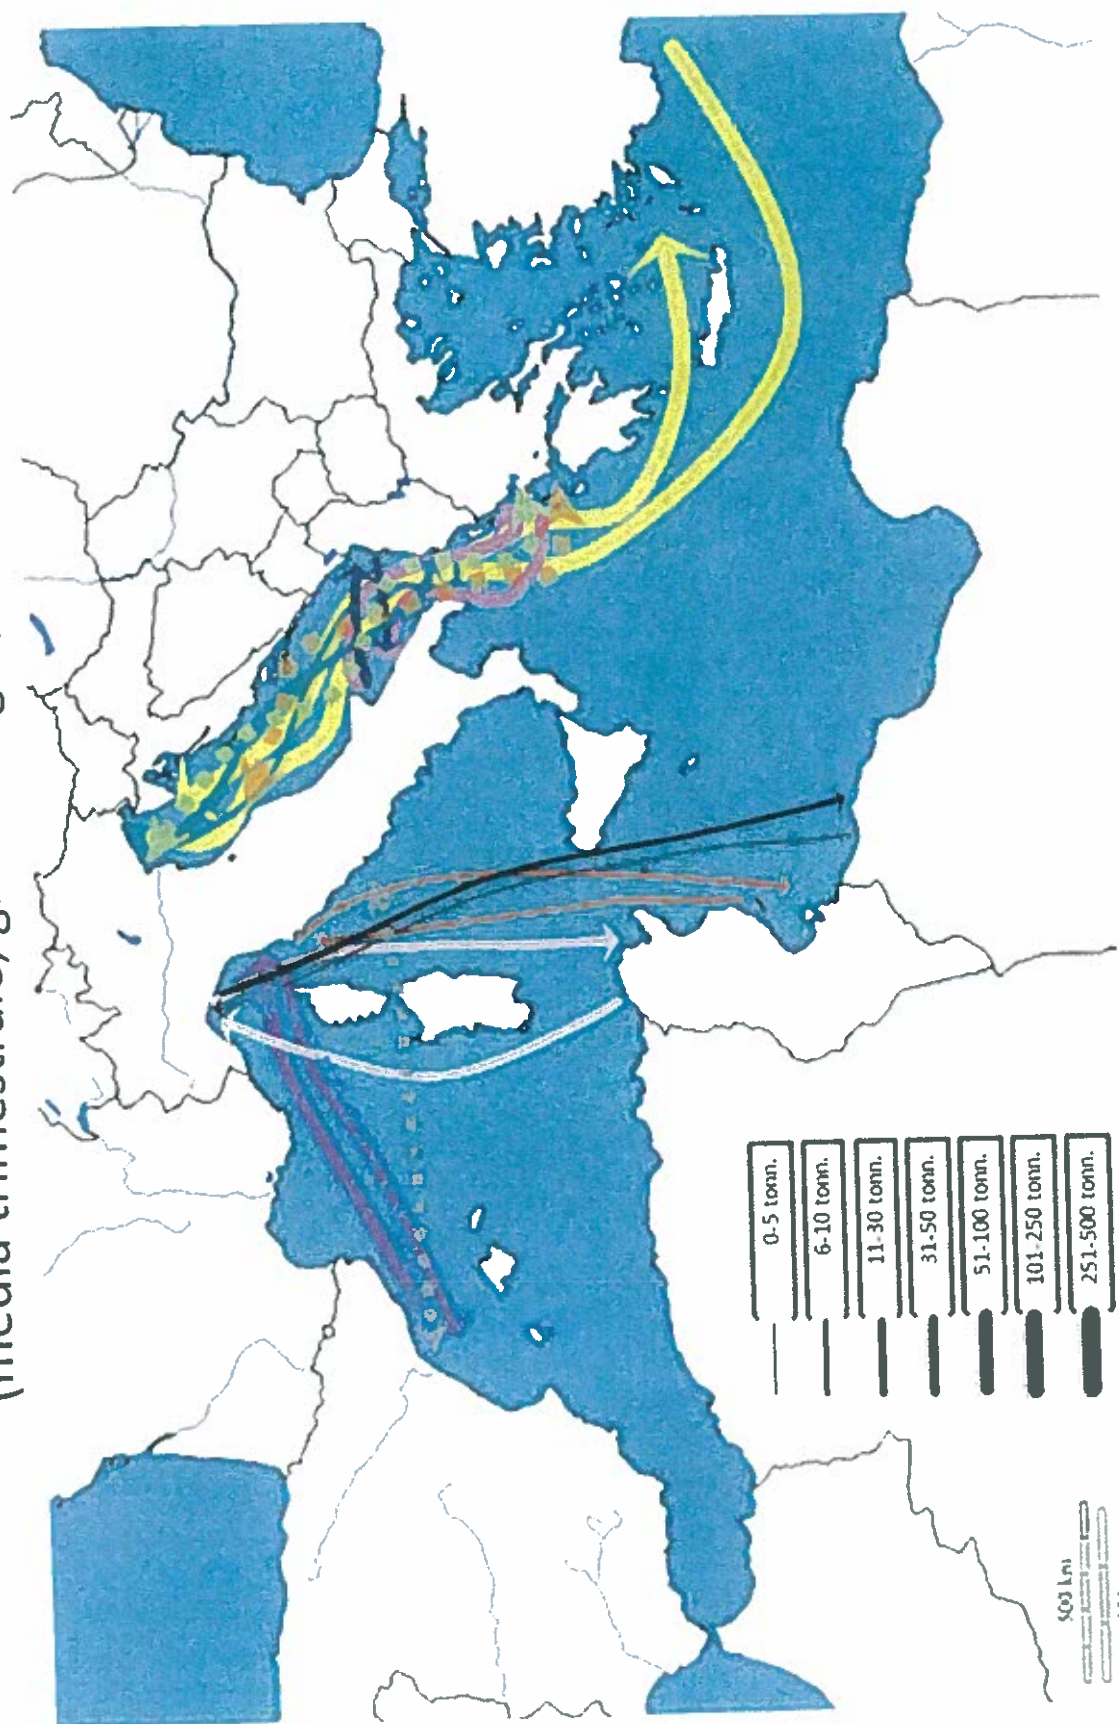 (media trimestrale)
0-5 tonn.
6-10 tonn.
11-30 tonn.
31-50 tonn.
51-100 tonn.
101-250 tonn.
251-500 tonn.
500 km